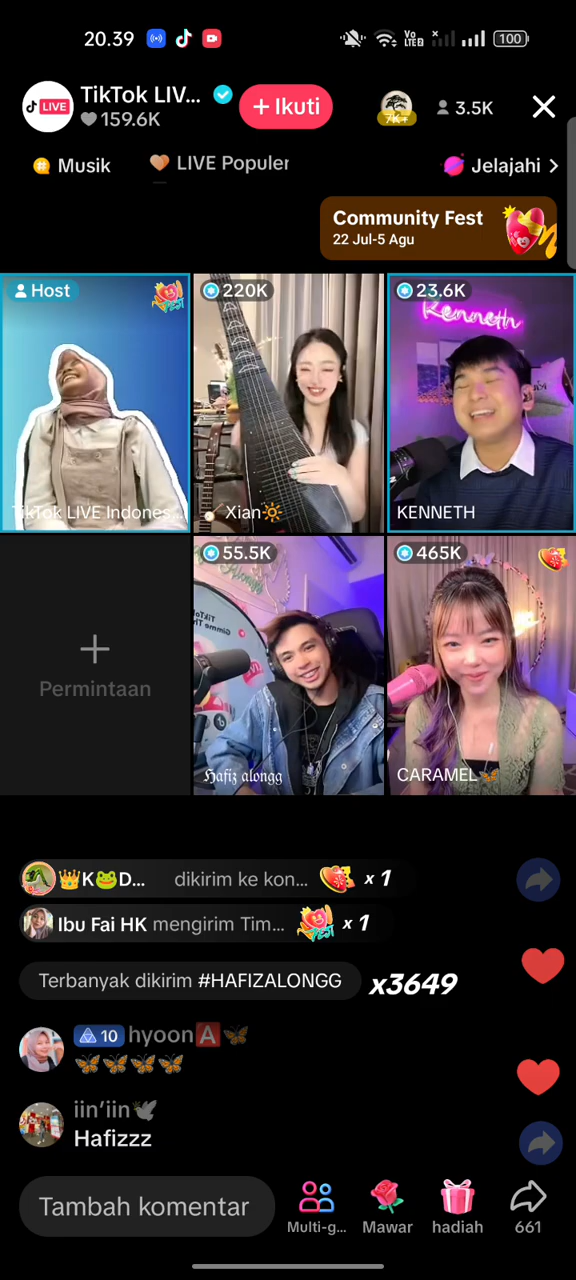 20.39
Vo
LTE2
100
LIVE
TikTok LIV...
159.6K
+ Ikuti
3.5K
Musik
LIVE Populer
Jelajahi >
Community Fest
22 Jul-5 Agu
Host
220K
23.6K
Kenneth
TikTok LIVE Indones...
Xian🔆
KENNETH
55.5K
465K
Permintaan
Hafiz alongg
CARAMEL🦋
👑K🐸D... dikirim ke kon... x 1
Ibu Fai HK mengirim Tim... x 1
Terbanyak dikirim #HAFIZALONGG x3649
10 hyoon🅰🦋
🦋🦋🦋🦋
iin’iin🕊
Hafizzz
Tambah komentar
Multi-g...
Mawar
hadiah
661